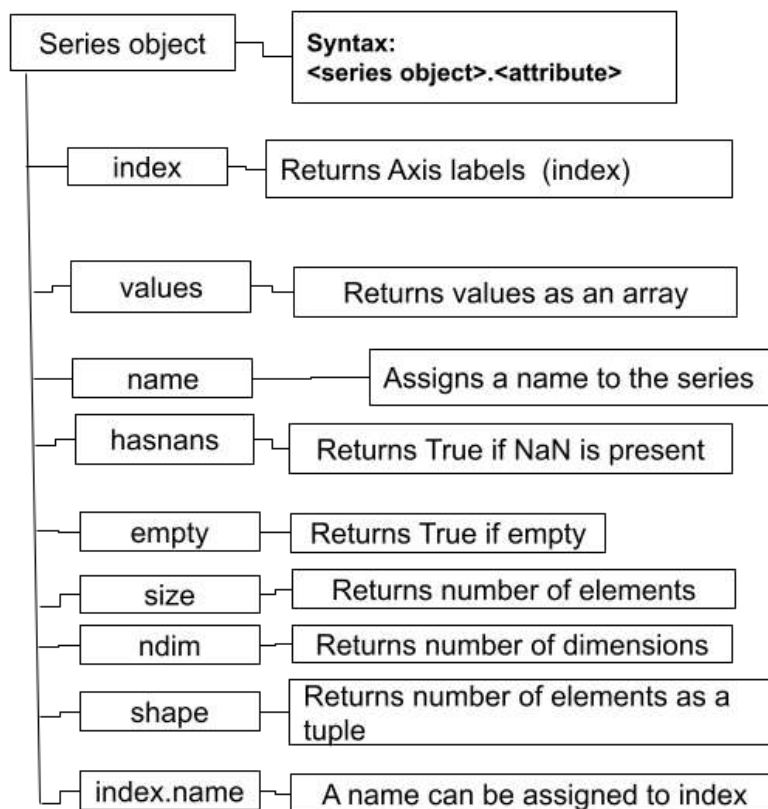 Series object
Syntax:
<series object>.<attribute>
index
Returns Axis labels (index)
values
Returns values as an array
name
Assigns a name to the series
hasnans
Returns True if NaN is present
empty
Returns True if empty
size
Returns number of elements
ndim
Returns number of dimensions
shape
Returns number of elements as a
tuple
index.name
A name can be assigned to index